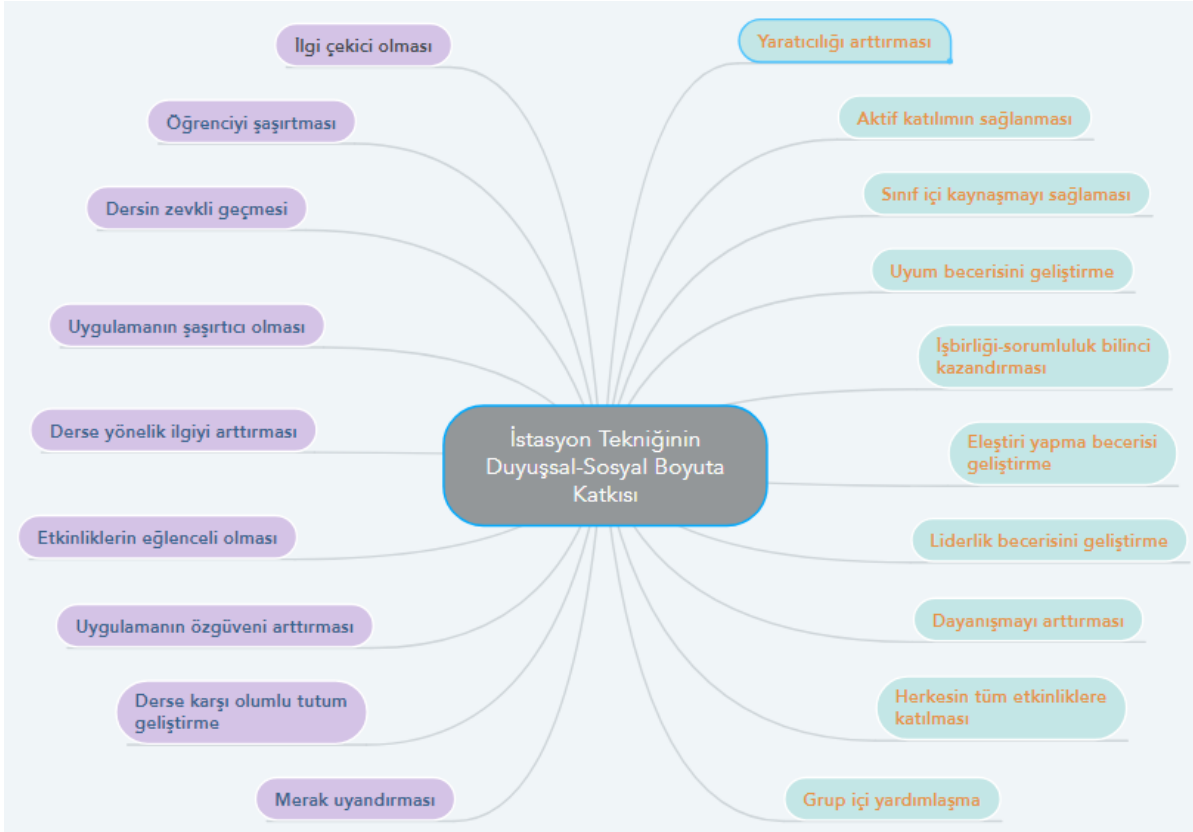 İlgi çekici olması
Öğrenciyi şaşırtması
Dersin zevkli geçmesi
Uygulamanın şaşırtıcı olması
Derse yönelik ilgiyi arttırması
Etkinliklerin eğlenceli olması
Uygulamanın özgüveni arttırması
Derse karşı olumlu tutum
geliştirme
Merak uyandırması
İstasyon Tekniğinin
Duyuşsal-Sosyal Boyuta
Katkısı
Yaratıcılığı arttırması
Aktif katılımın sağlanması
Sınıf içi kaynaşmayı sağlaması
Uyum becerisini geliştirme
İşbirliği-sorumluluk bilinci
kazandırması
Eleştiri yapma becerisi
geliştirme
Liderlik becerisini geliştirme
Dayanışmayı arttırması
Herkesin tüm etkinliklere
katılması
Grup içi yardımlaşma